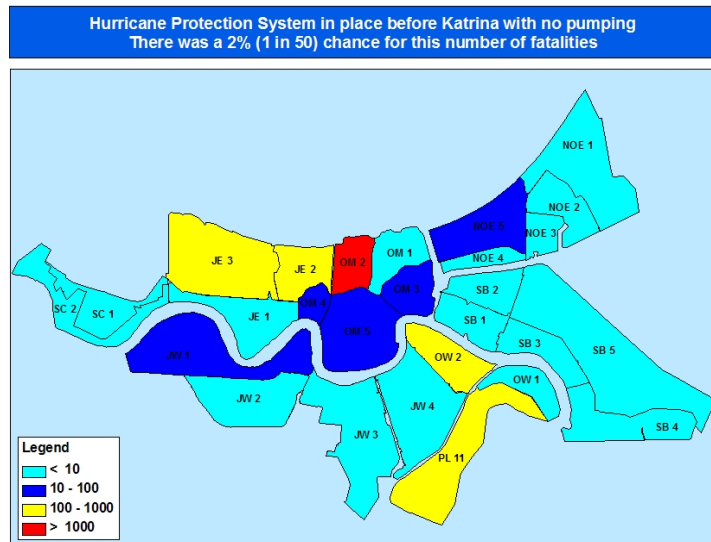 Hurricane Protection System in place before Katrina with no pumping
There was a 2% (1 in 50) chance for this number of fatalities
NOE 1
NOE 2
NOE 5
NOE 3
OM 1
NOE 4
JE 3
JE 2
OM 2
OM 3
SB 2
OM 4
SC 2
SC 1
JE 1
SB 1
OM 5
SB 3
SB 5
JW 1
OW 2
OW 1
JW 2
JW 4
SB 4
JW 3
PL 11
Legend
< 10
10 - 100
100 - 1000
> 1000